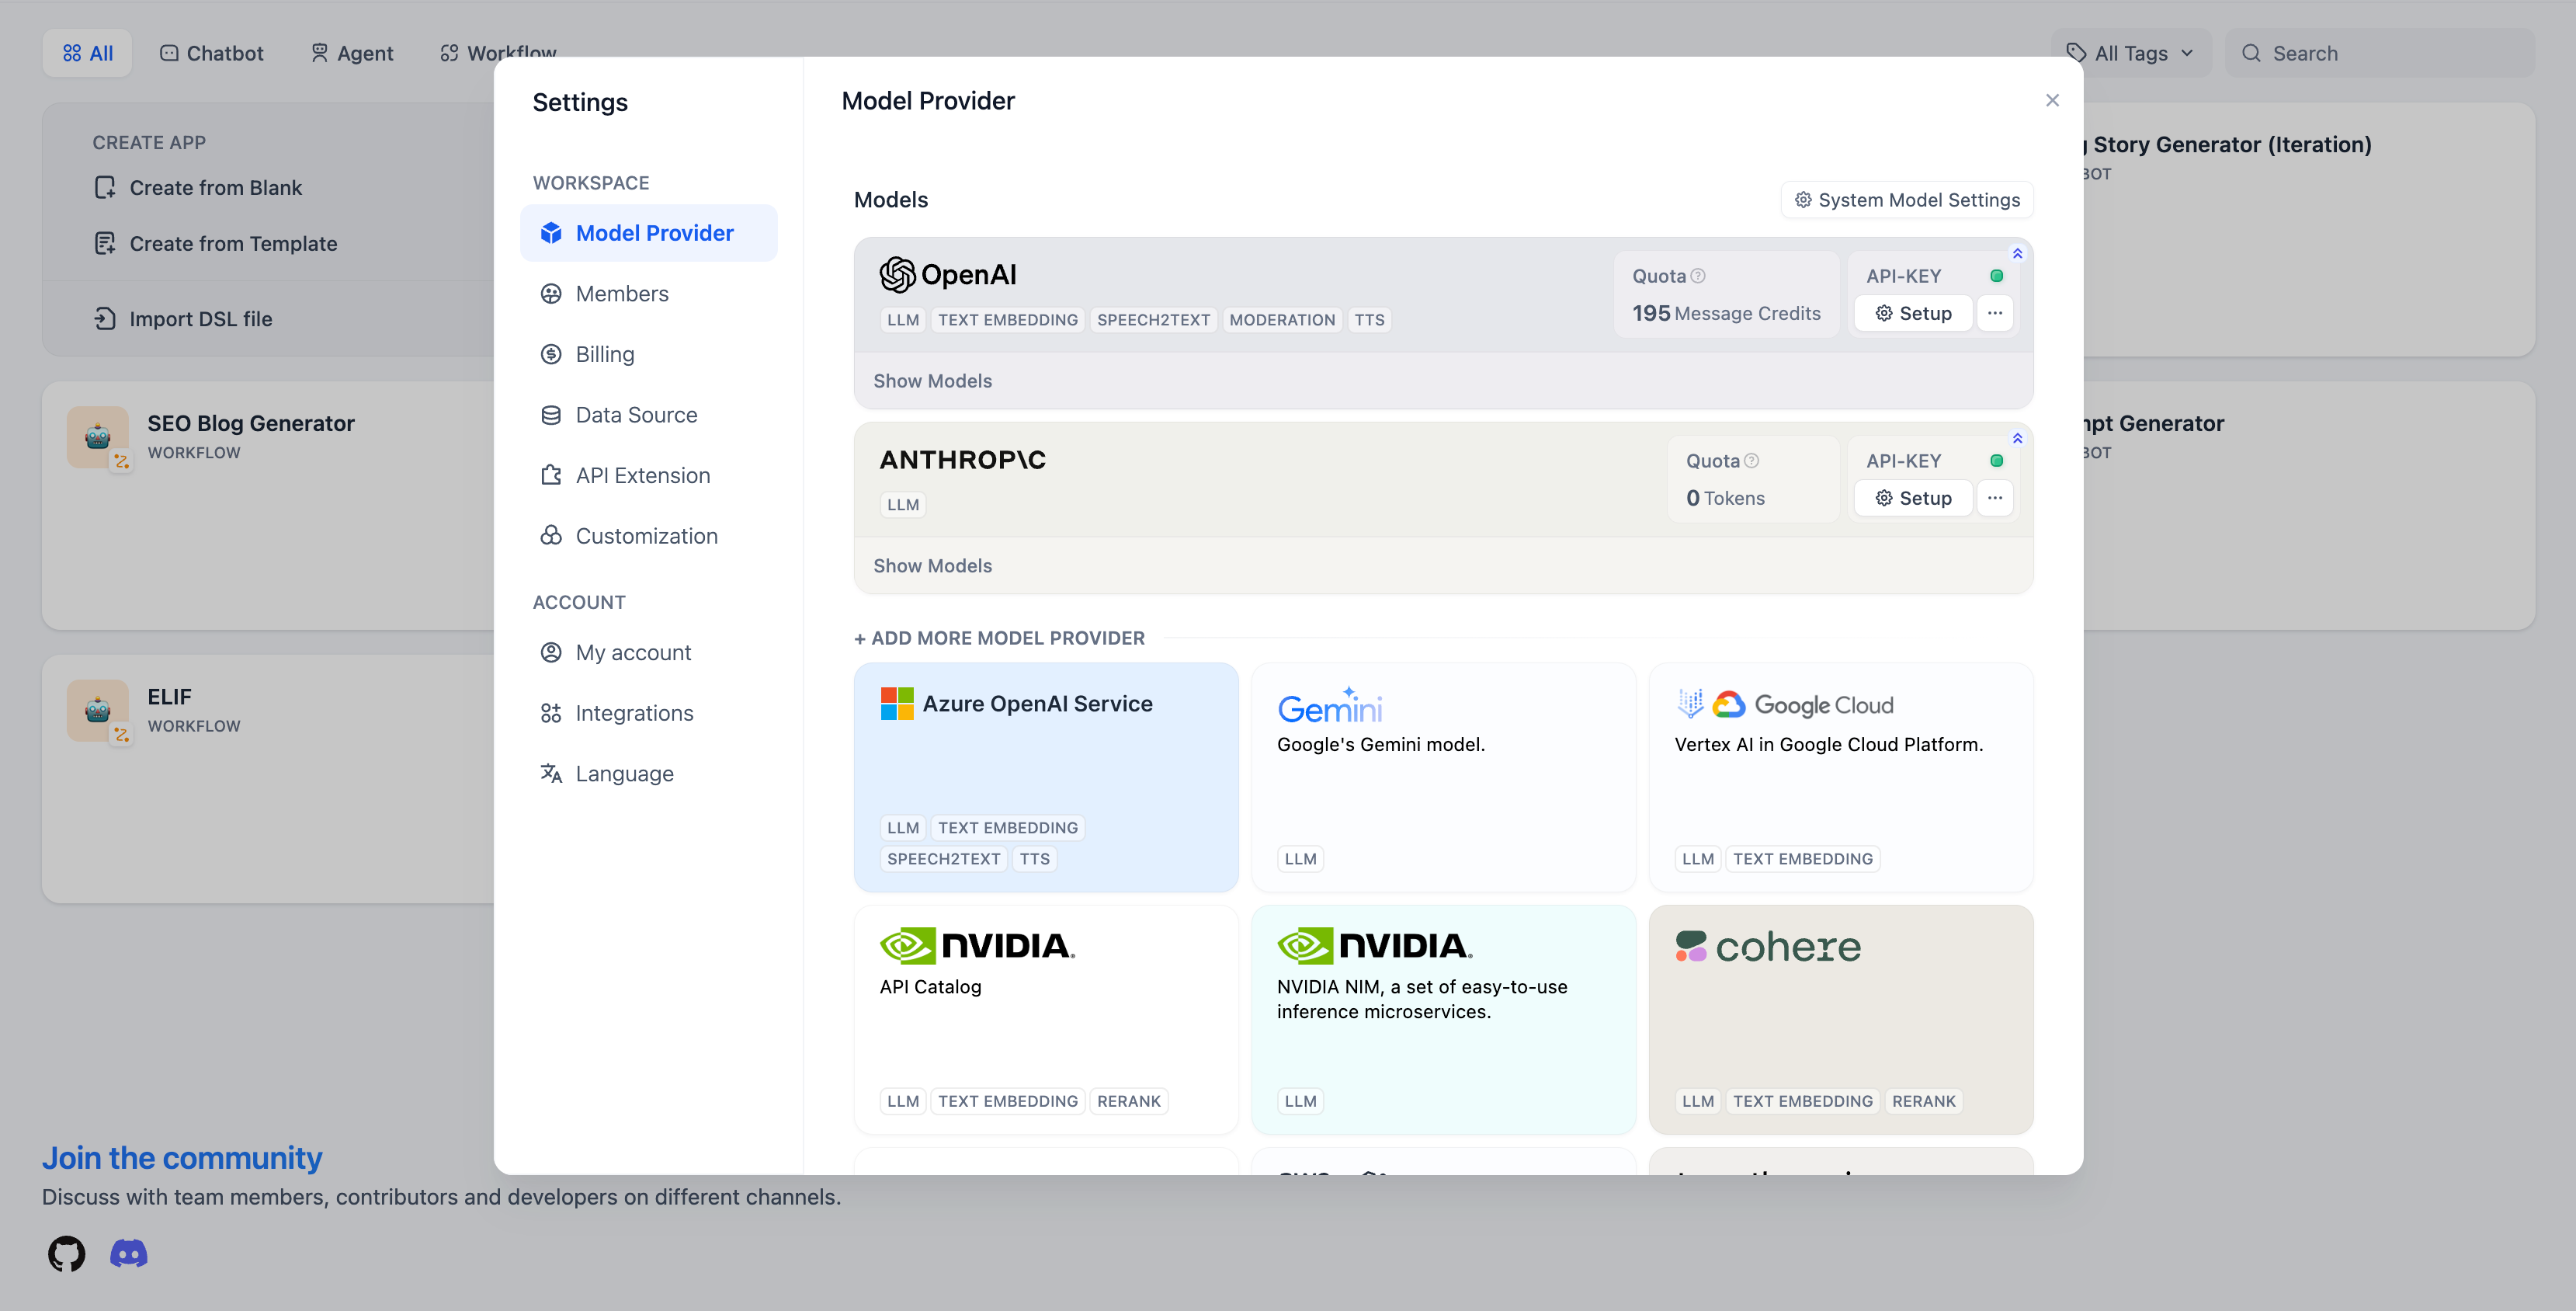 All
Chatbot
Agent
Workflow
All Tags
Search
CREATE APP
Create from Blank
Create from Template
Import DSL file
SEO Blog Generator
WORKFLOW
ELIF
WORKFLOW
Story Generator (Iteration)
BOT
Generator
BOT
Join the community
Discuss with team members, contributors and developers on different channels.
Settings
WORKSPACE
Model Provider
Members
Billing
Data Source
API Extension
Customization
ACCOUNT
My account
Integrations
Language
Model Provider
Models
System Model Settings
OpenAI
LLM TEXT EMBEDDING SPEECH2TEXT MODERATION TTS
Quota
195 Message Credits
API-KEY
Setup
Show Models
ANTHROP\C
LLM
Quota
0 Tokens
API-KEY
Setup
Show Models
+ ADD MORE MODEL PROVIDER
Azure OpenAI Service
LLM TEXT EMBEDDING
SPEECH2TEXT TTS
Gemini
Google's Gemini model.
LLM
Google Cloud
Vertex AI in Google Cloud Platform.
LLM TEXT EMBEDDING
NVIDIA.
API Catalog
LLM TEXT EMBEDDING RERANK
NVIDIA.
NVIDIA NIM, a set of easy-to-use
inference microservices.
LLM
cohere
LLM TEXT EMBEDDING RERANK